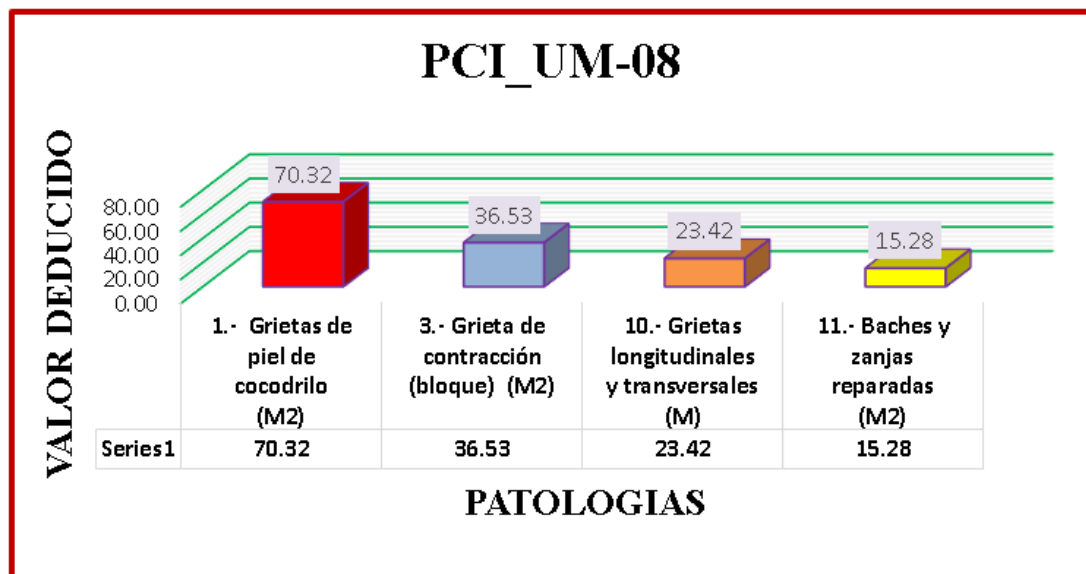 PCI_UM-08
VALOR DEDUCIDO
80.00
60.00
40.00
20.00
0.00
70.32
36.53
23.42
15.28
1.- Grietas de
piel de
cocodrilo
(M2)
3.- Grieta de
contracción
(bloque) (M2)
10.- Grietas
longitudinales
y transversales
(M)
11.- Baches y
zanjas
reparadas
(M2)
Series1 70.32 36.53 23.42 15.28
PATOLOGIAS